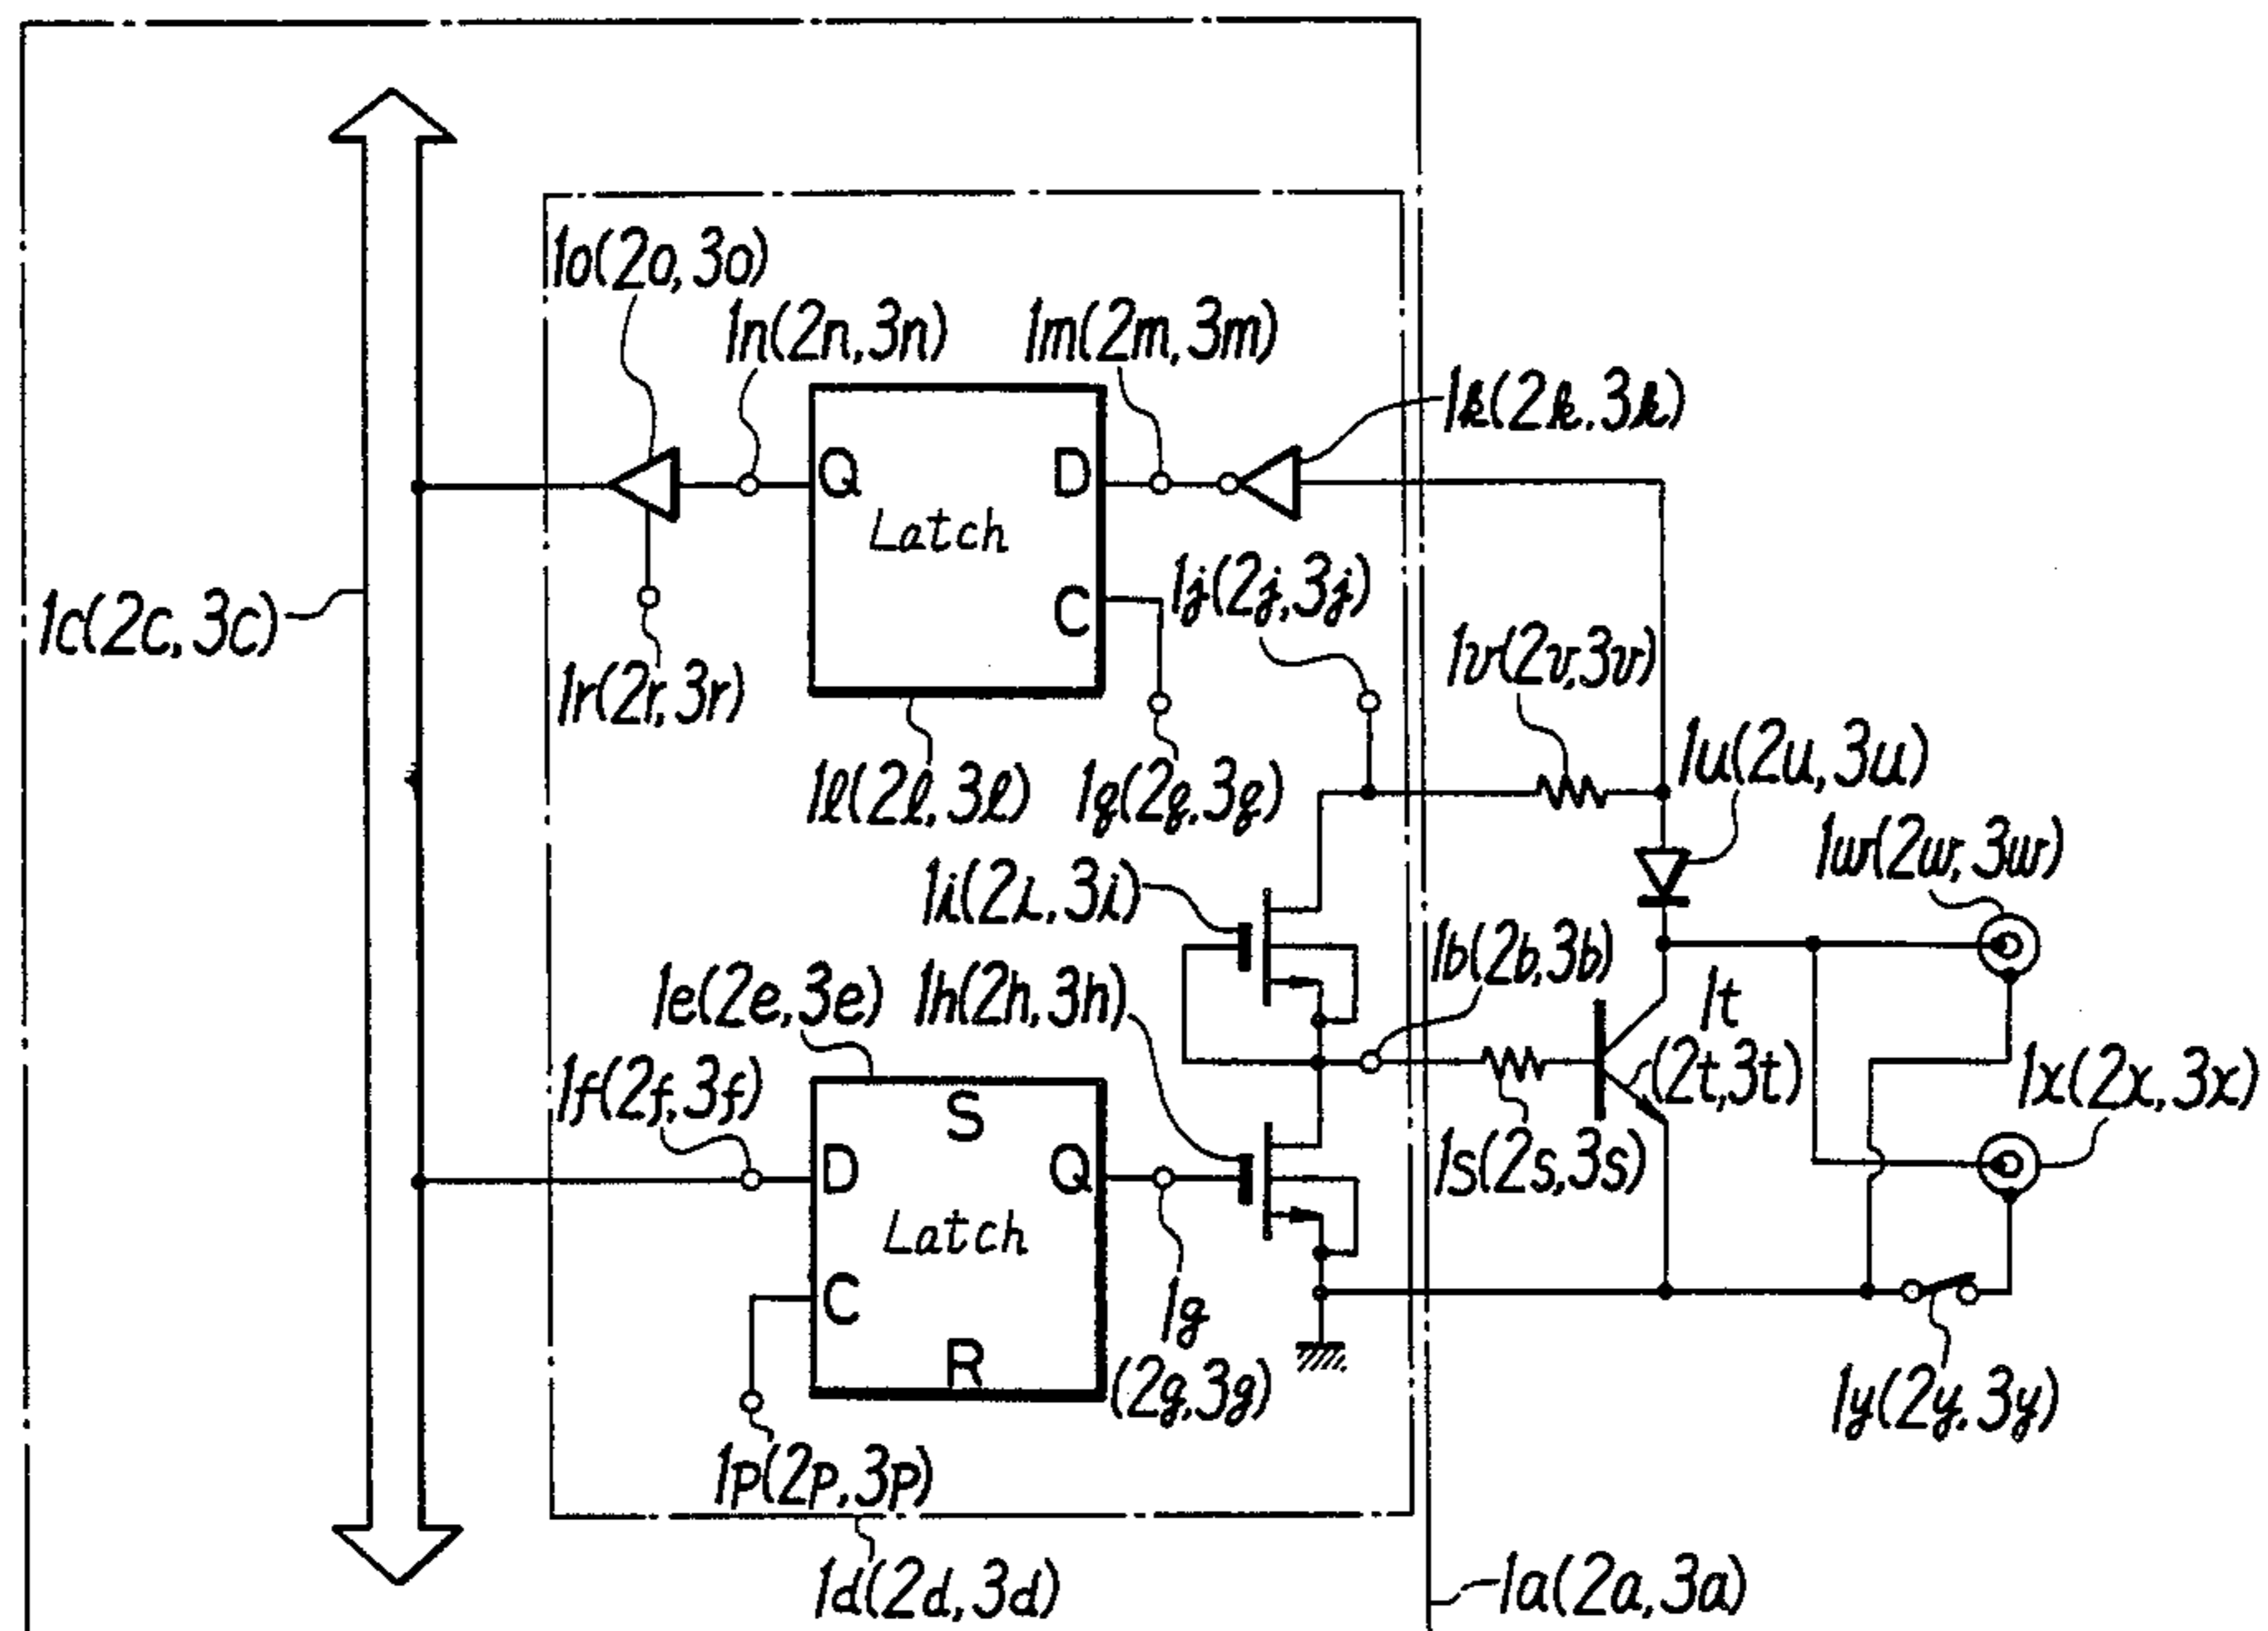 1o(2o, 3o)
1n(2n, 3n)
1m(2m, 3m)
1k(2k, 3k)
Q
D
Latch
C
1j(2j, 3j)
1c(2c, 3c)
1r(2r, 3r)
1v(2v, 3v)
1l(2l, 3l)
1q(2q, 3q)
1u(2u, 3u)
1w(2w, 3w)
1i(2i, 3i)
1b(2b, 3b)
1e(2e, 3e)
1h(2h, 3h)
1t
(2t, 3t)
1x(2x, 3x)
1f(2f, 3f)
S
D
Q
1s(2s, 3s)
Latch
C
R
1g
(2g, 3g)
1y(2y, 3y)
1p(2p, 3p)
1d(2d, 3d)
1a(2a, 3a)